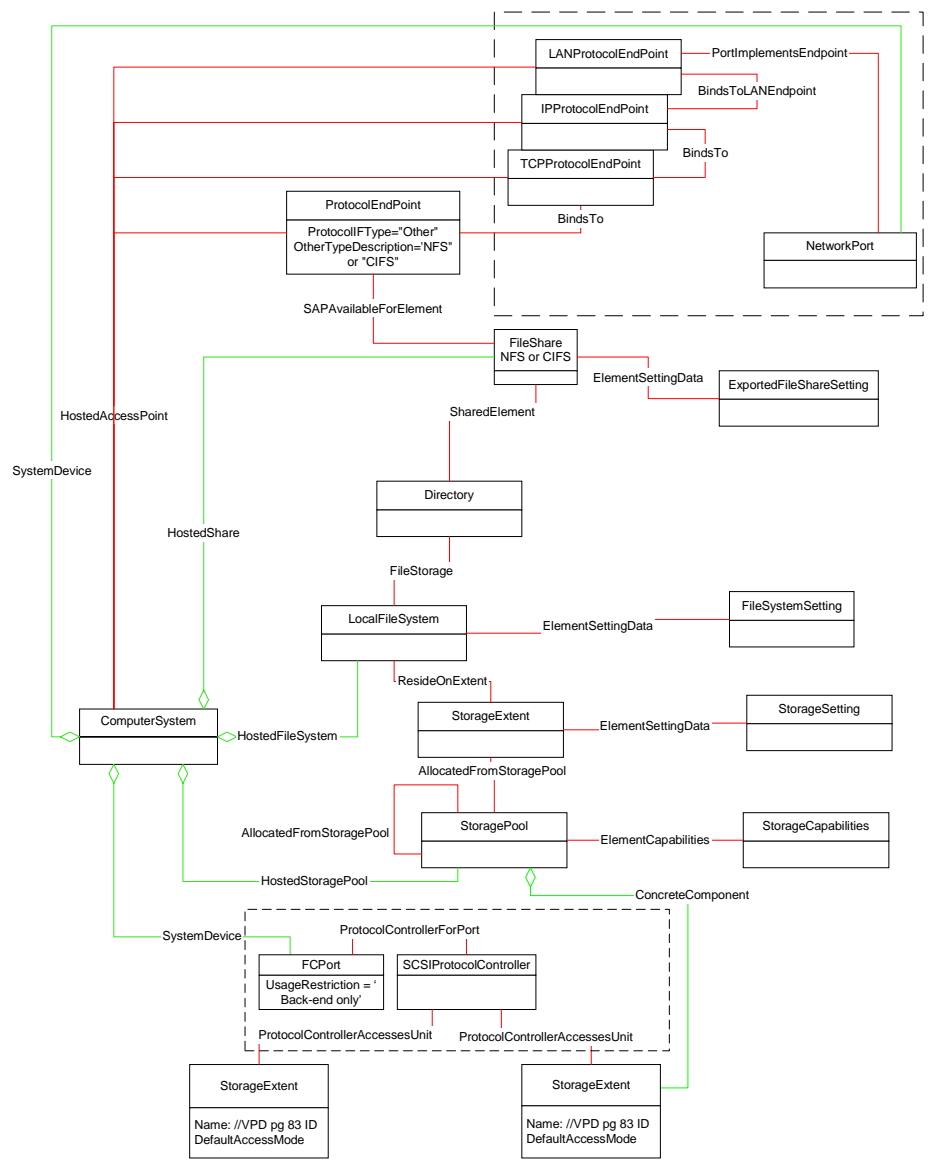 LANProtocolEndPoint
PortImplementsEndpoint
BindsToLANEndpoint
IPProtocolEndPoint
BindsTo
TCPProtocolEndPoint
ProtocolEndPoint
BindsTo
ProtocolIFType="Other"
OtherTypeDescription='NFS"
or "CIFS"
NetworkPort
SAPAvailableForElement
FileShare
NFS or CIFS
ElementSettingData
ExportedFileShareSetting
HostedAccessPoint
SharedElement
SystemDevice
Directory
HostedShare
FileStorage
LocalFileSystem
ElementSettingData
FileSystemSetting
ResideOnExtent
ComputerSystem
HostedFileSystem
StorageExtent
ElementSettingData
StorageSetting
AllocatedFromStoragePool
AllocatedFromStoragePool
StoragePool
ElementCapabilities
StorageCapabilities
HostedStoragePool
ConcreteComponent
SystemDevice
ProtocolControllerForPort
FCPort
UsageRestriction = '
Back-end only'
SCSIProtocolController
ProtocolControllerAccessesUnit
ProtocolControllerAccessesUnit
StorageExtent
Name: //VPD pg 83 ID
DefaultAccessMode
StorageExtent
Name: //VPD pg 83 ID
DefaultAccessMode